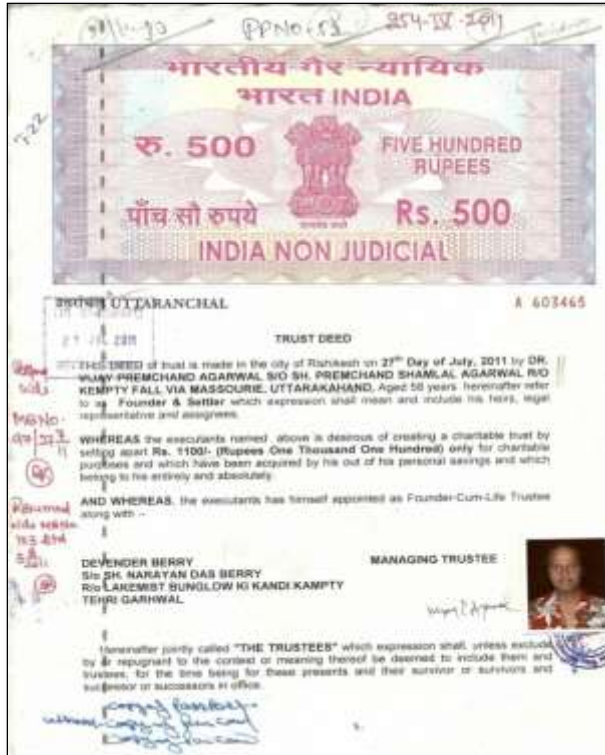 PPNO-53 254-IV-2011
भारतीय गैर न्यायिक
भारत INDIA
रु. 500
FIVE HUNDRED
RUPEES
पाँच सौ रुपये
Rs. 500
INDIA NON JUDICIAL
UTTARANCHAL
A 603465
TRUST DEED
THIS DEED of trust is made in the city of Rishikesh on 27th Day of July, 2011 by DR.
VIJAY PREMCHAND AGARWAL S/O SH. PREMCHAND SHAMLAL AGARWAL R/O
KEMPTY FALL VIA MASSOURIE, UTTARAKAHAND, Aged 58 years hereinafter refer
to as Founder & Settler which expression shall mean and include his heirs, legal
representative and assignees.
WHEREAS the executants named above is desirous of creating a charitable trust by
setting apart Rs. 1100/- (Rupees One Thousand One Hundred) only for charitable
purposes and which have been acquired by his out of his personal savings and which
belong to his entirely and absolutely.
AND WHEREAS, the executants has himself appointed as Founder-Cum-Life Trustee
along with –
DEVENDER BERRY MANAGING TRUSTEE
S/o SH. NARAYAN DAS BERRY
R/o LAKEMIST BUNGLOW KI KANDI KAMPTY
TEHRI GARHWAL
Hereinafter jointly called "THE TRUSTEES" which expression shall, unless exclude
by or repugnant to the context or meaning thereof be deemed to include them and
trustees, for the time being for these presents and their survivor or survivors and
successor or successors in office.